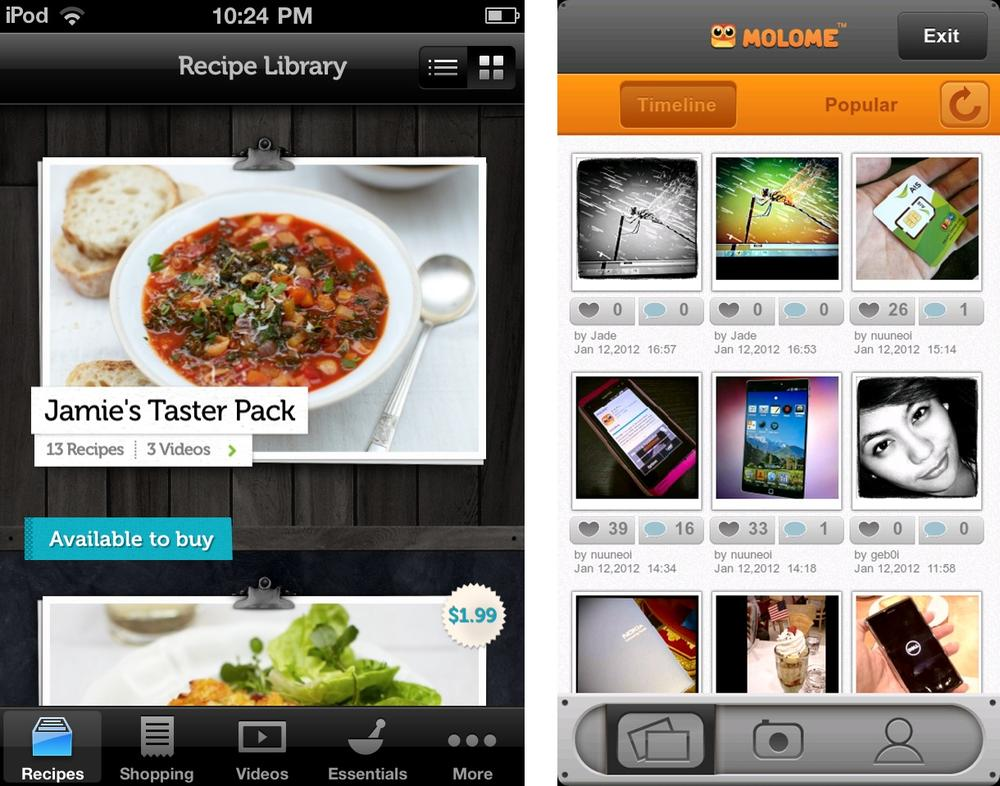 iPod
10:24 PM
Recipe Library
Jamie's Taster Pack
13 Recipes
3 Videos
Available to buy
$1.99
Recipes
Shopping
Videos
Essentials
More
MOLOME™
Exit
Timeline
Popular
AIS
0 0
0 0
26 1
by Jade
Jan 12,2012 16:57
by Jade
Jan 12,2012 16:53
by nuuneoi
Jan 12,2012 15:14
39 16
33 1
0 0
by nuuneoi
Jan 12,2012 14:34
by nuuneoi
Jan 12,2012 14:18
by geb0i
Jan 12,2012 11:58
NOKIA
DELL